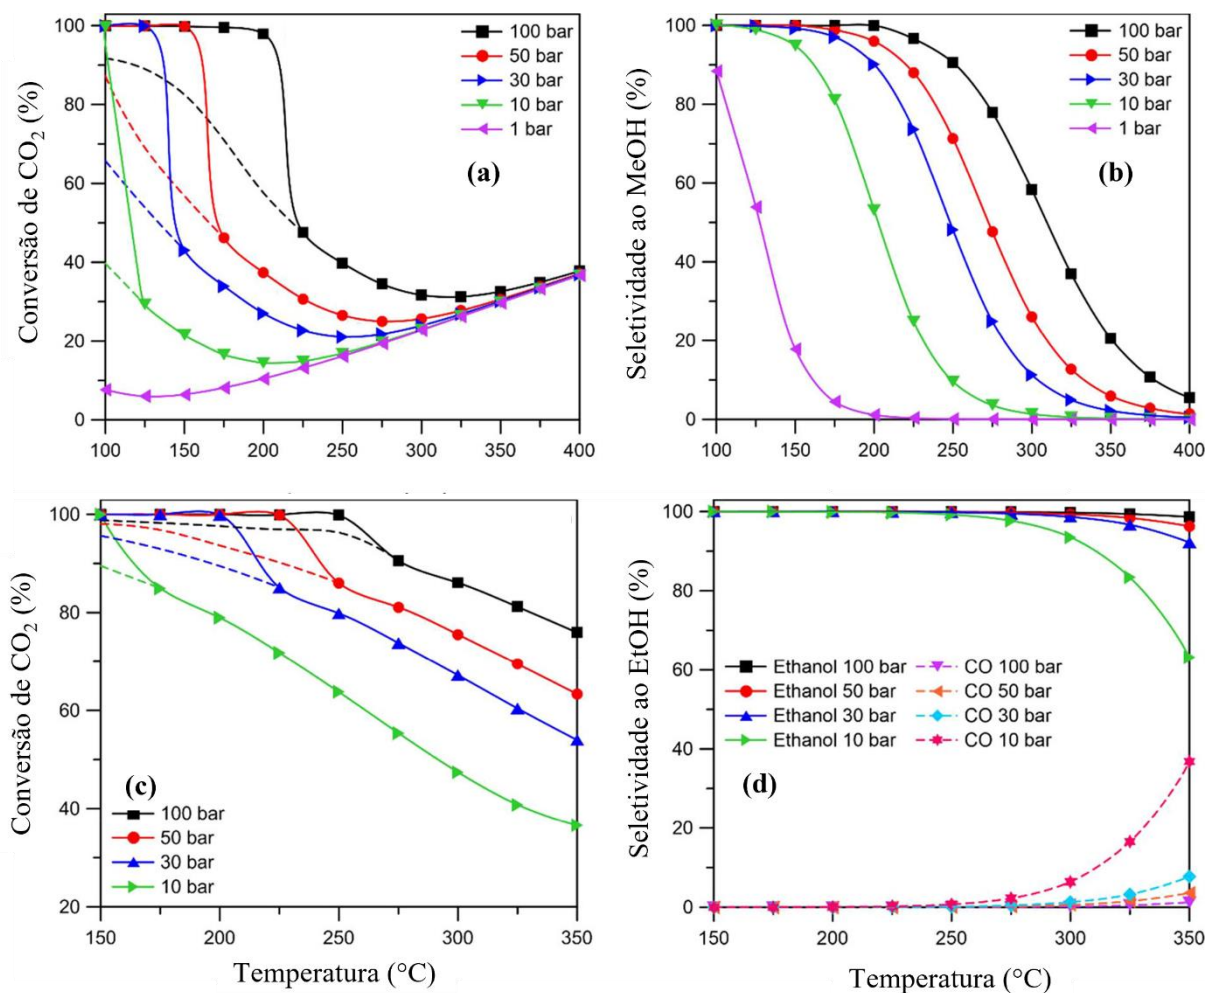 Conversão de CO₂ (%)
100
80
60
40
20
0
100 bar
50 bar
30 bar
10 bar
1 bar
(a)
100 150 200 250 300 350 400
Seletividade ao MeOH (%)
100
80
60
40
20
0
100 bar
50 bar
30 bar
10 bar
1 bar
(b)
100 150 200 250 300 350 400
Conversão de CO₂ (%)
100
80
60
40
20
(c)
100 bar
50 bar
30 bar
10 bar
150 200 250 300 350
Temperatura (°C)
Seletividade ao EtOH (%)
100
80
60
40
20
0
Ethanol 100 bar
Ethanol 50 bar
Ethanol 30 bar
Ethanol 10 bar
CO 100 bar
CO 50 bar
CO 30 bar
CO 10 bar
(d)
150 200 250 300 350
Temperatura (°C)